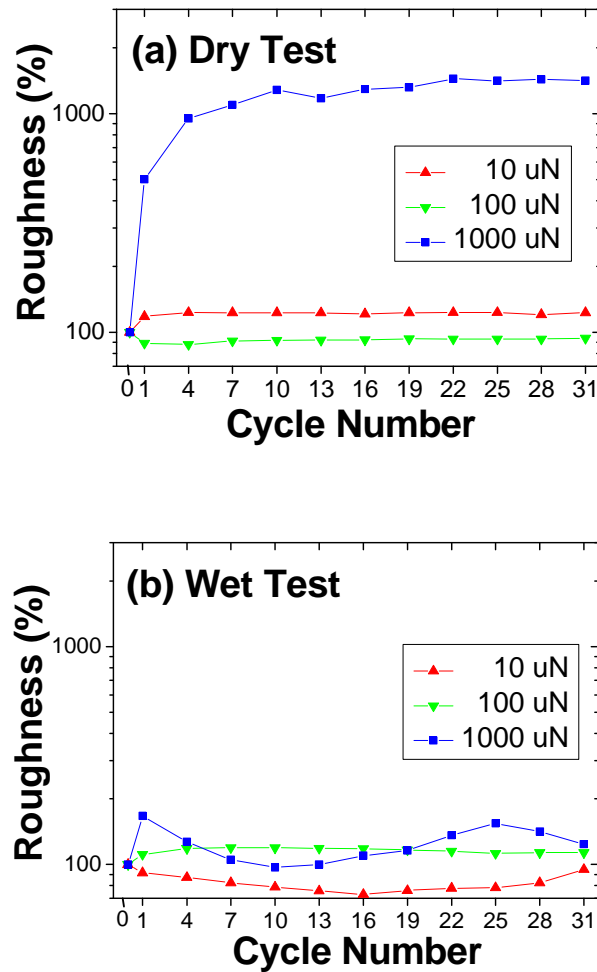 (a) Dry Test
Roughness (%)
1000
100
10 uN
100 uN
1000 uN
0 1 4 7 10 13 16 19 22 25 28 31
Cycle Number
(b) Wet Test
Roughness (%)
1000
100
10 uN
100 uN
1000 uN
0 1 4 7 10 13 16 19 22 25 28 31
Cycle Number